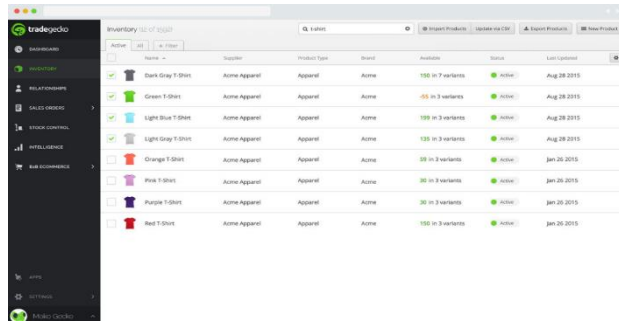 tradegecko
Inventory
t-shirt
Import Products
Update via CSV
Export Products
New Product
DASHBOARD
INVENTORY
RELATIONSHIPS
SALES ORDERS
STOCK CONTROL
INTELLIGENCE
B2B ECOMMERCE
APPS
SETTINGS
Moko Gecko
Active All + Filter
Name Supplier Product Type Brand Available Status Last Updated
Dark Gray T-Shirt Acme Apparel Apparel Acme 156 in 7 variants Active Aug 28 2015
Green T-Shirt Acme Apparel Apparel Acme -55 in 3 variants Active Aug 28 2015
Light Blue T-Shirt Acme Apparel Apparel Acme 199 in 3 variants Active Aug 28 2015
Light Gray T-Shirt Acme Apparel Apparel Acme 135 in 3 variants Active Aug 28 2015
Orange T-Shirt Acme Apparel Apparel Acme in 3 variants Active Jan 26 2015
Pink T-Shirt Acme Apparel Apparel Acme 30 in 3 variants Active Jan 26 2015
Purple T-Shirt Acme Apparel Apparel Acme 30 in 3 variants Active Jan 26 2015
Red T-Shirt Acme Apparel Apparel Acme 150 in 3 variants Active Jan 26 2015